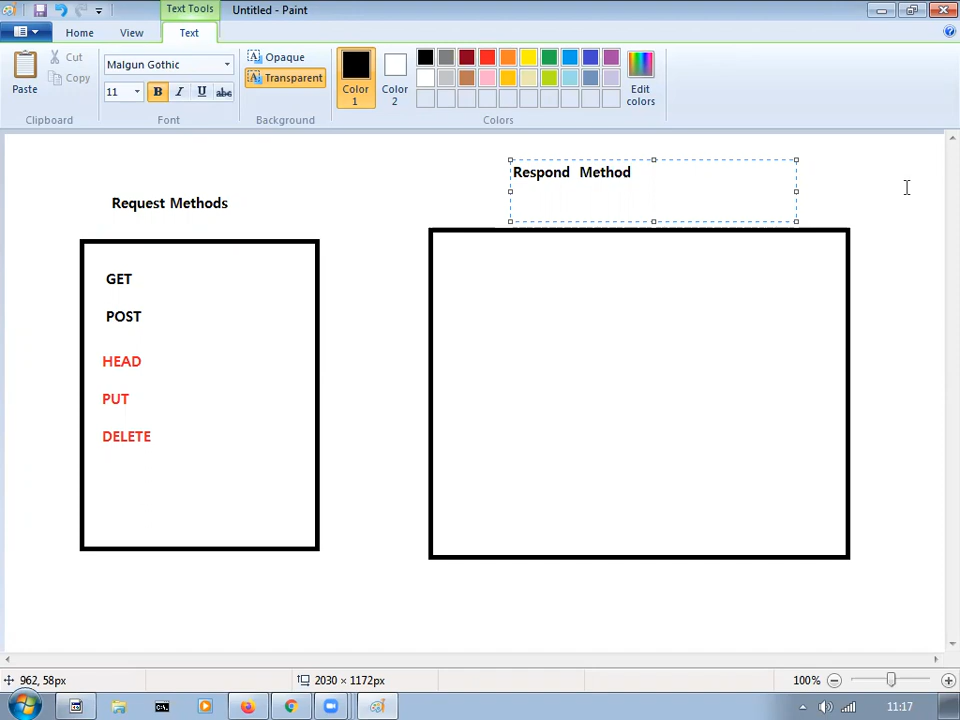 Text Tools
Untitled - Paint
Home
View
Text
Paste
Cut
Copy
Clipboard
Malgun Gothic
11
B I U abc
Font
Opaque
Transparent
Background
Color 1
Color 2
Edit colors
Colors
Respond Method
Request Methods
GET
POST
HEAD
PUT
DELETE
962, 58px
2030 × 1172px
100%
11:17